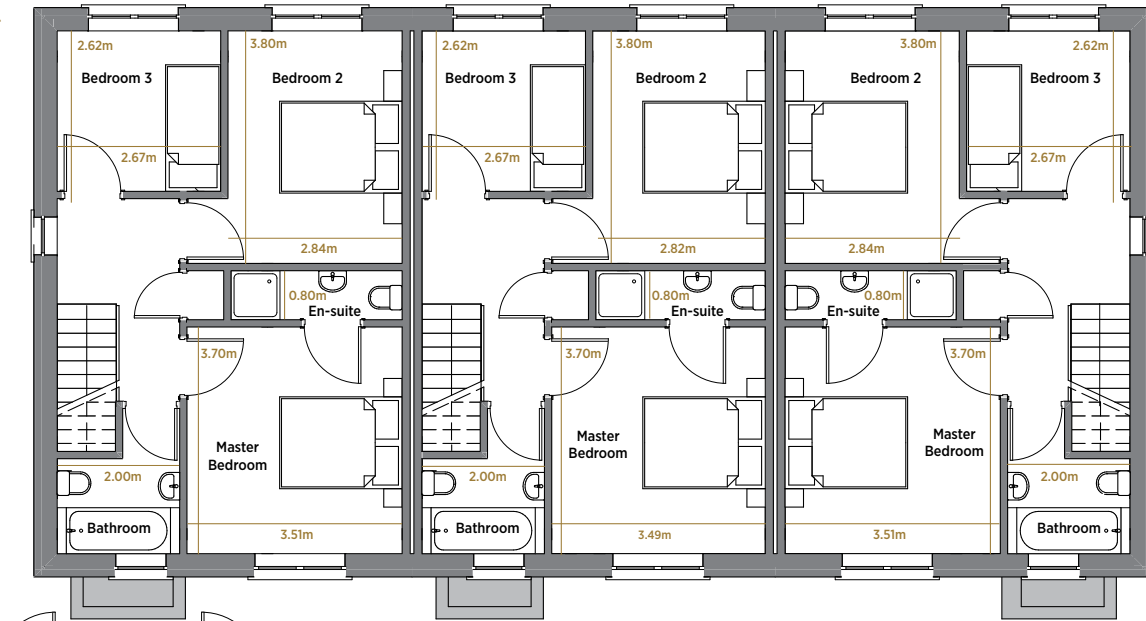 2.62m
3.80m
2.62m
3.80m
3.80m
2.62m
Bedroom 3
Bedroom 2
Bedroom 3
Bedroom 2
Bedroom 2
Bedroom 3
2.67m
2.67m
2.67m
2.84m
2.82m
2.84m
0.80m
0.80m
0.80m
En-suite
En-suite
En-suite
3.70m
3.70m
3.70m
Master
Bedroom
Master
Bedroom
Master
Bedroom
2.00m
2.00m
2.00m
Bathroom
3.51m
Bathroom
3.49m
3.51m
Bathroom